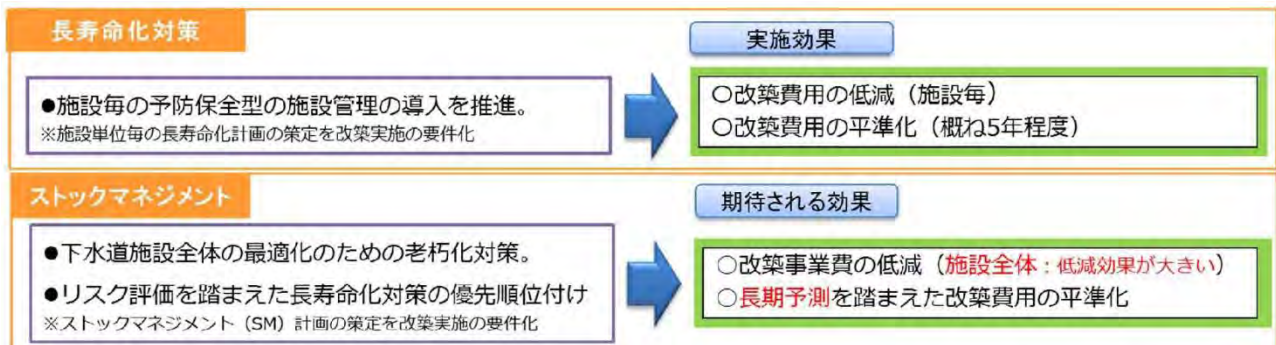 長寿命化対策
実施効果
●施設毎の予防保全型の施設管理の導入を推進。
※施設単位毎の長寿命化計画の策定を改築実施の要件化
○改築費用の低減（施設毎）
○改築費用の平準化（概ね5年程度）
ストックマネジメント
期待される効果
●下水道施設全体の最適化のための老朽化対策。
●リスク評価を踏まえた長寿命化対策の優先順位付け
※ストックマネジメント（SM）計画の策定を改築実施の要件化
○改築事業費の低減（施設全体：低減効果が大きい）
○長期予測を踏まえた改築費用の平準化